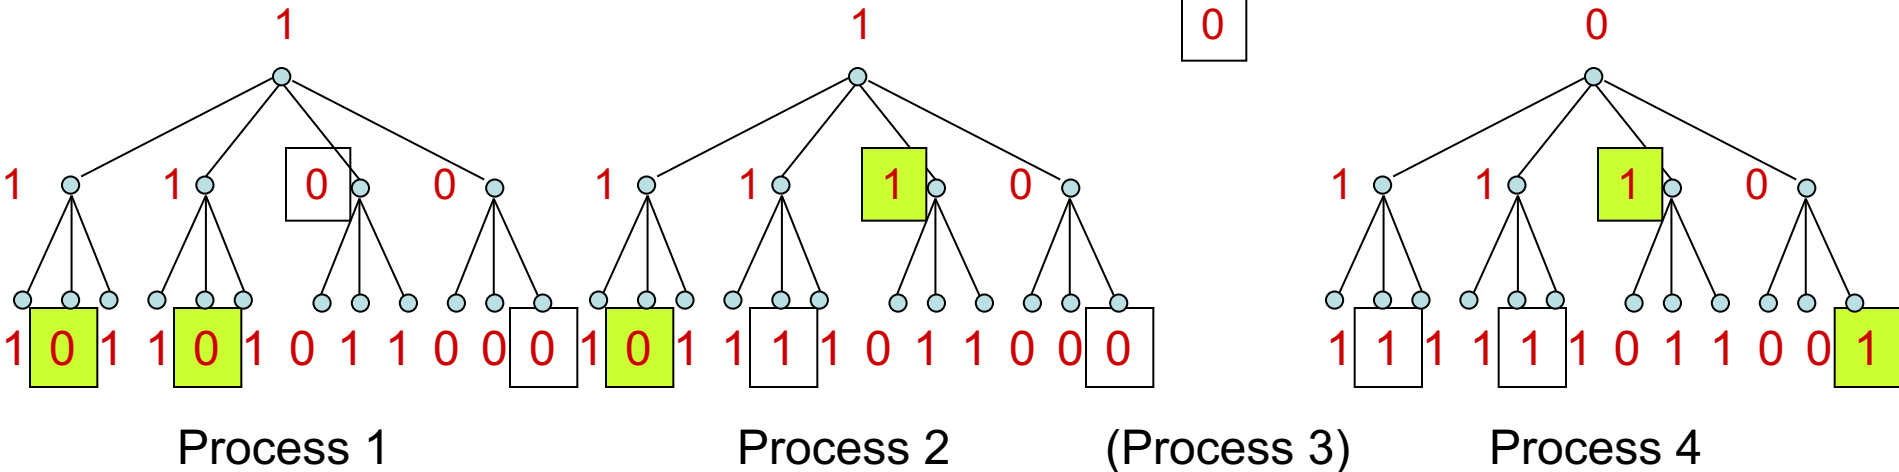 1 1 0 0
1 1 0 0 1 1 1 0 1 1 1 0
1 0 1 1 0 1 0 1 1 0 0 0 1 0 1 1 1 1 0 1 1 0 0 0 1 1 1 1 1 1 0 1 1 0 0 1
Process 1 Process 2 (Process 3) Process 4